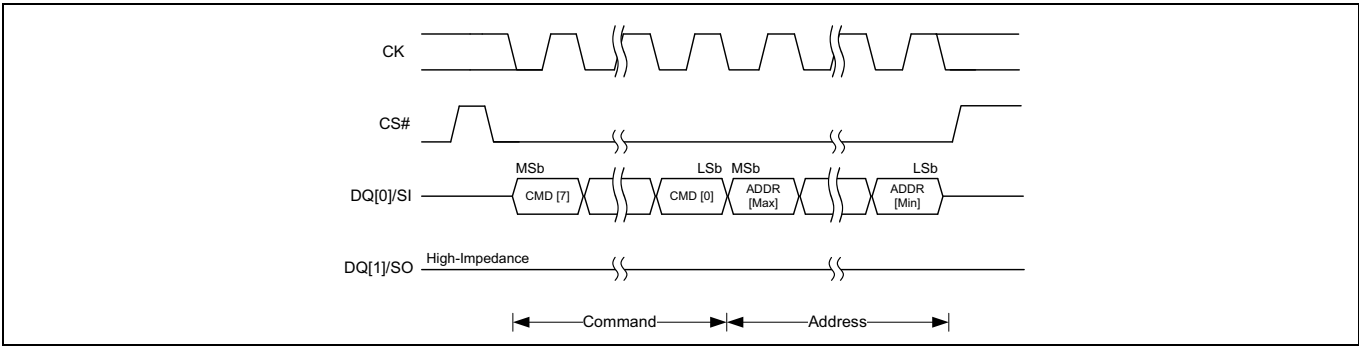 CK
CS#
MSb LSb MSb LSb
DQ[0]/SI CMD [7] CMD [0] ADDR [Max] ADDR [Min]
DQ[1]/SO High-Impedance
Command Address